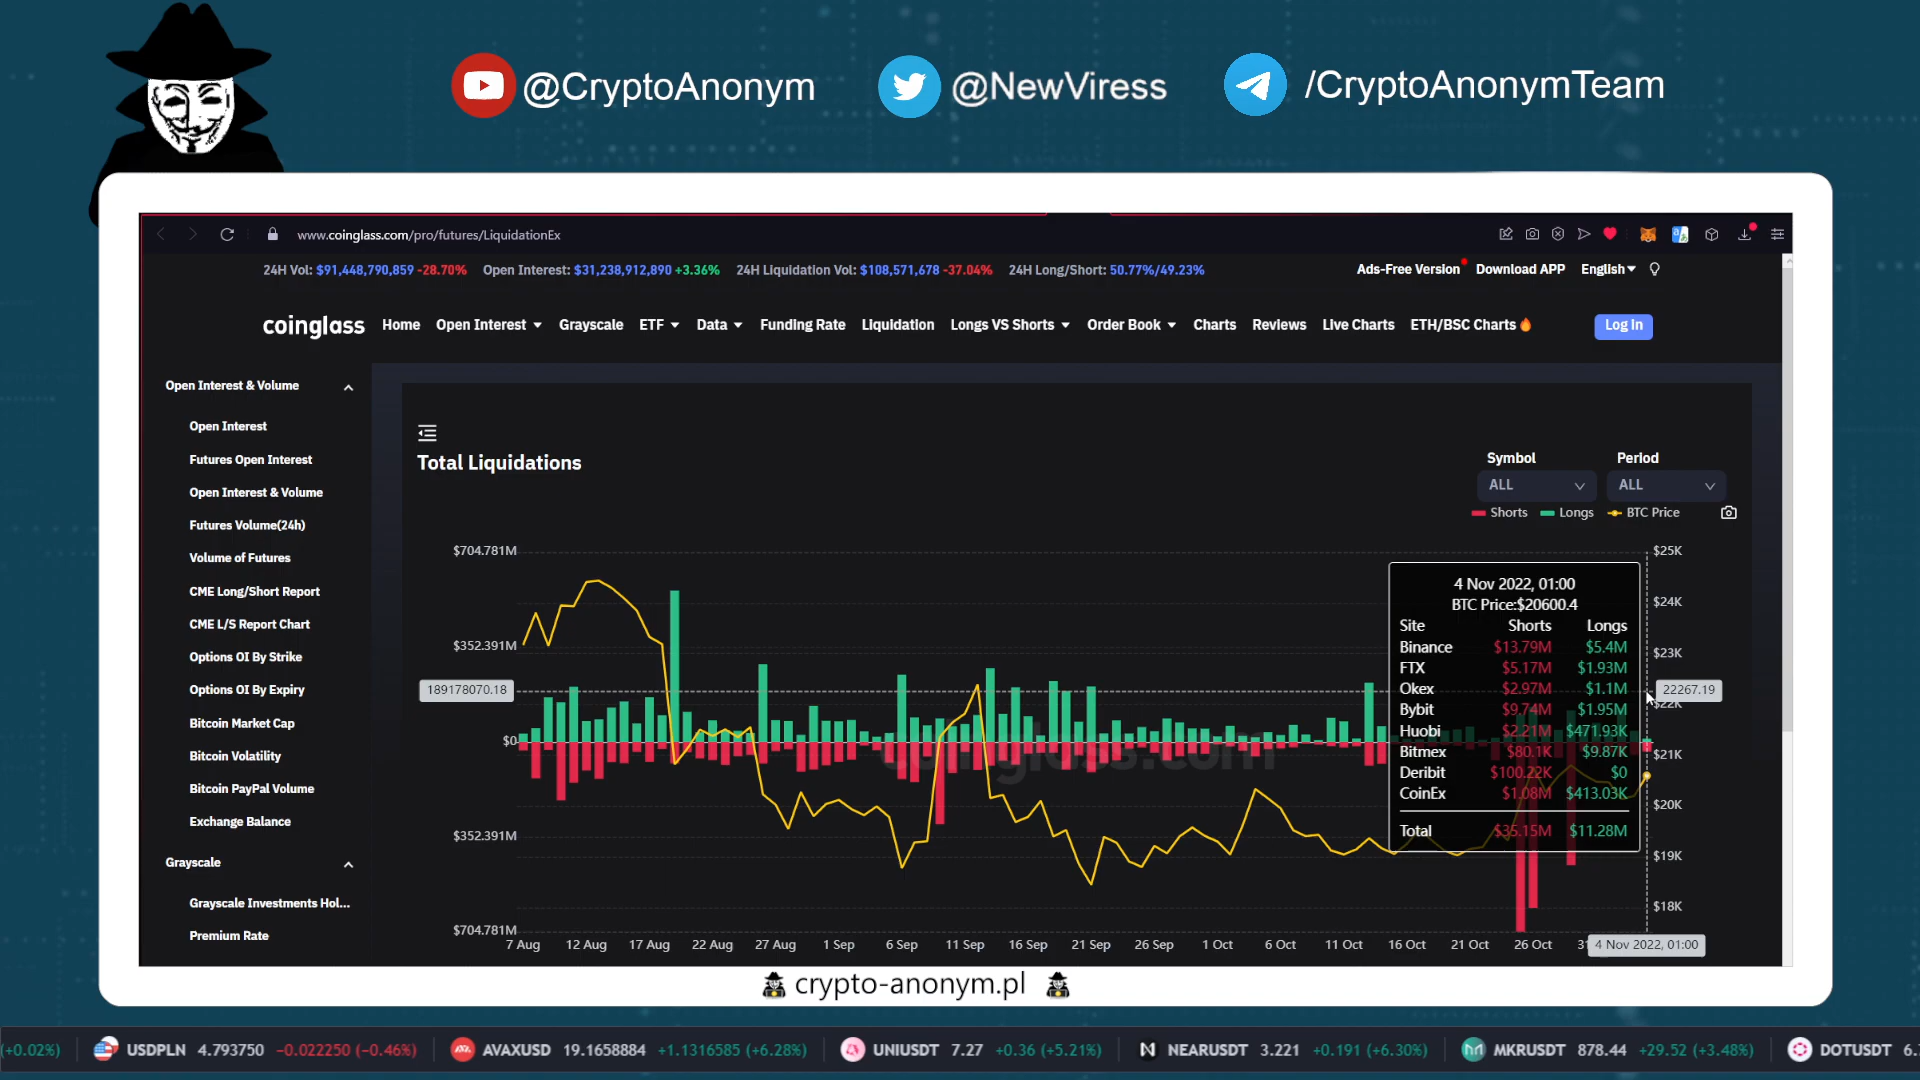 @CryptoAnonym @NewViress /CryptoAnonymTeam
www.coinglass.com/pro/futures/LiquidationEx
24H Vol: $91,448,790,859 -28.70% Open Interest: $31,238,912,890 +3.36% 24H Liquidation Vol: $108,571,678 -37.04% 24H Long/Short: 50.77%/49.23% Ads-Free Version Download APP English
coinglass Home Open Interest Grayscale ETF Data Funding Rate Liquidation Longs VS Shorts Order Book Charts Reviews Live Charts ETH/BSC Charts Log In
Open Interest & Volume
Open Interest
Futures Open Interest
Open Interest & Volume
Futures Volume(24h)
Volume of Futures
CME Long/Short Report
CME L/S Report Chart
Options OI By Strike
Options OI By Expiry
Bitcoin Market Cap
Bitcoin Volatility
Bitcoin PayPal Volume
Exchange Balance
Grayscale
Grayscale Investments Hol...
Premium Rate
Total Liquidations
Symbol Period
ALL ALL
Shorts Longs BTC Price
$704.781M
$352.391M
189178070.18
$0
$352.391M
$704.781M
coinglass.com
4 Nov 2022, 01:00
BTC Price:$20600.4
Site Shorts Longs
Binance $13.79M $5.4M
FTX $5.17M $1.93M
Okex $2.97M $1.1M
Bybit $9.74M $1.95M
Huobi $2.21M $471.93K
Bitmex $80.1K $9.87K
Deribit $100.22K $0
CoinEx $1.08M $413.03K
Total $35.15M $11.28M
$25K
$24K
$23K
22267.19
$22K
$21K
$20K
$19K
$18K
7 Aug 12 Aug 17 Aug 22 Aug 27 Aug 1 Sep 6 Sep 11 Sep 16 Sep 21 Sep 26 Sep 1 Oct 6 Oct 11 Oct 16 Oct 21 Oct 26 Oct 4 Nov 2022, 01:00
crypto-anonym.pl
(+0.02%) USDPLN 4.793750 −0.022250 (−0.46%) AVAXUSD 19.1658884 +1.1316585 (+6.28%) UNIUSDT 7.27 +0.36 (+5.21%) NEARUSDT 3.221 +0.191 (+6.30%) MKRUSDT 878.44 +29.52 (+3.48%) DOTUSDT